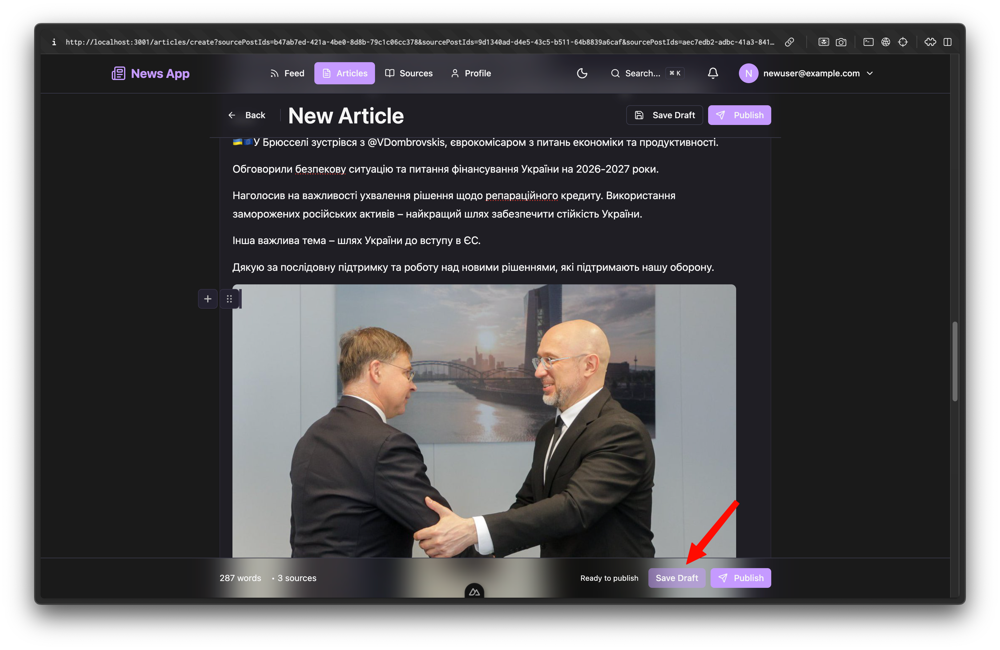 http://localhost:3001/articles/create?sourcePostIds=b47ab7ed-421a-4be0-8d8b-79c1c06cc378&sourcePostIds=9d1340ad-d4e5-43c5-b511-64b8839a6caf&sourcePostIds=aec7edb2-adbc-41a3-841…
News App
Feed
Articles
Sources
Profile
Search...
⌘ K
N
newuser@example.com
Back
New Article
Save Draft
Publish
🇺🇦🇪🇺У Брюсселі зустрівся з @VDombrovskis, єврокомісаром з питань економіки та продуктивності.
Обговорили безпекову ситуацію та питання фінансування України на 2026-2027 роки.
Наголосив на важливості ухвалення рішення щодо репараційного кредиту. Використання
заморожених російських активів – найкращий шлях забезпечити стійкість України.
Інша важлива тема – шлях України до вступу в ЄС.
Дякую за послідовну підтримку та роботу над новими рішеннями, які підтримають нашу оборону.
287 words • 3 sources
Ready to publish
Save Draft
Publish